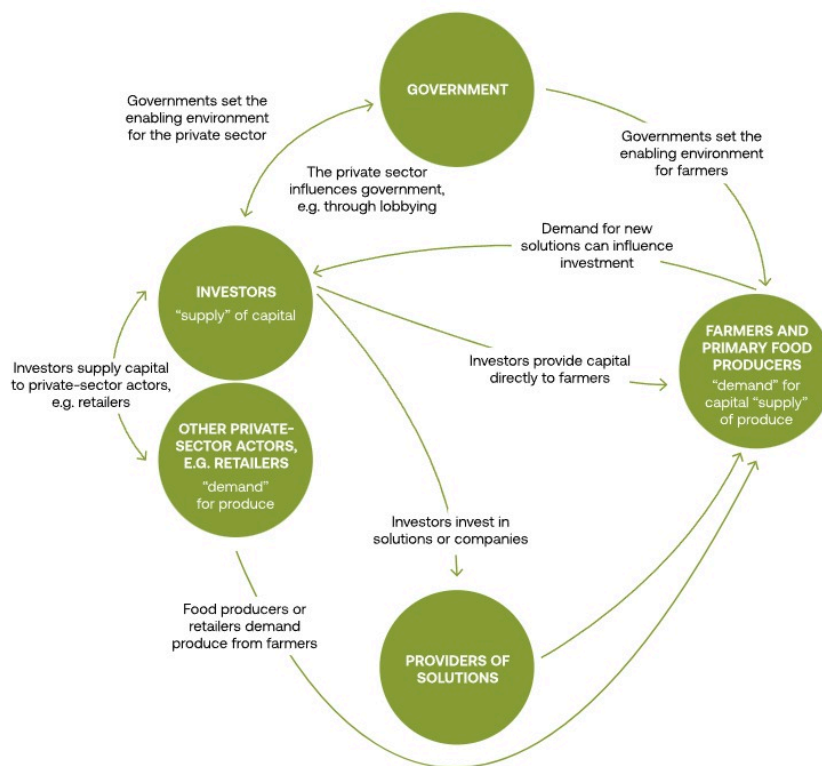 GOVERNMENT
Governments set the
enabling environment
for the private sector
Governments set the
enabling environment
for farmers
The private sector
influences government,
e.g. through lobbying
Demand for new
solutions can influence
investment
INVESTORS
“supply” of capital
FARMERS AND
PRIMARY FOOD
PRODUCERS
“demand” for
capital “supply”
of produce
Investors supply capital
to private-sector actors,
e.g. retailers
Investors provide capital
directly to farmers
OTHER PRIVATE-
SECTOR ACTORS,
E.G. RETAILERS
“demand”
for produce
Investors invest in
solutions or companies
Food producers or
retailers demand
produce from farmers
PROVIDERS OF
SOLUTIONS